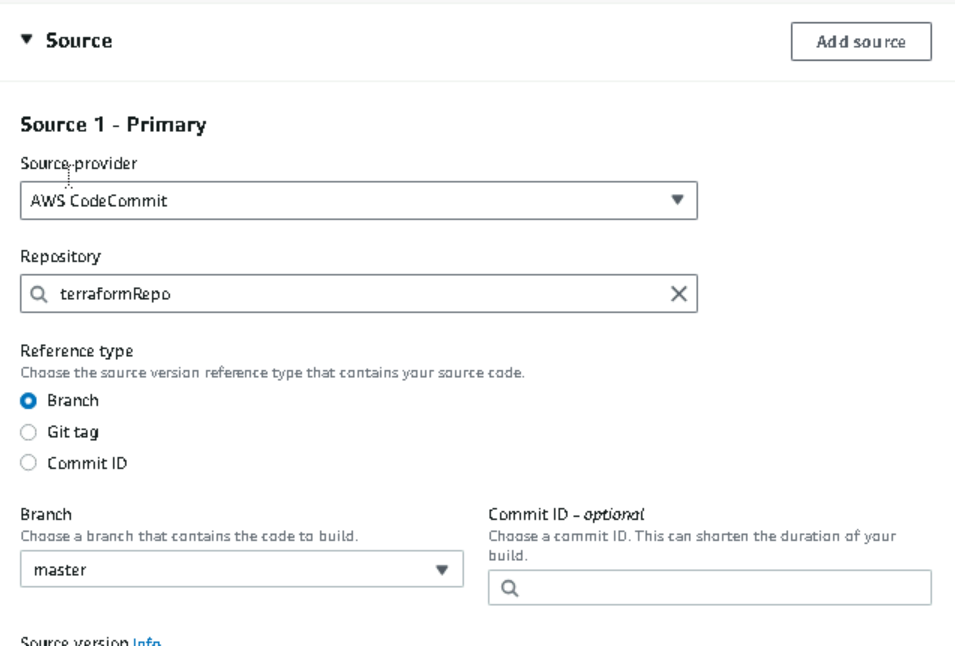 Source
Add source
Source 1 - Primary
Source provider
AWS CodeCommit
Repository
terraformRepo
Reference type
Choose the source version reference type that contains your source code.
Branch
Git tag
Commit ID
Branch
Choose a branch that contains the code to build.
master
Commit ID - optional
Choose a commit ID. This can shorten the duration of your
build.
Source version Info